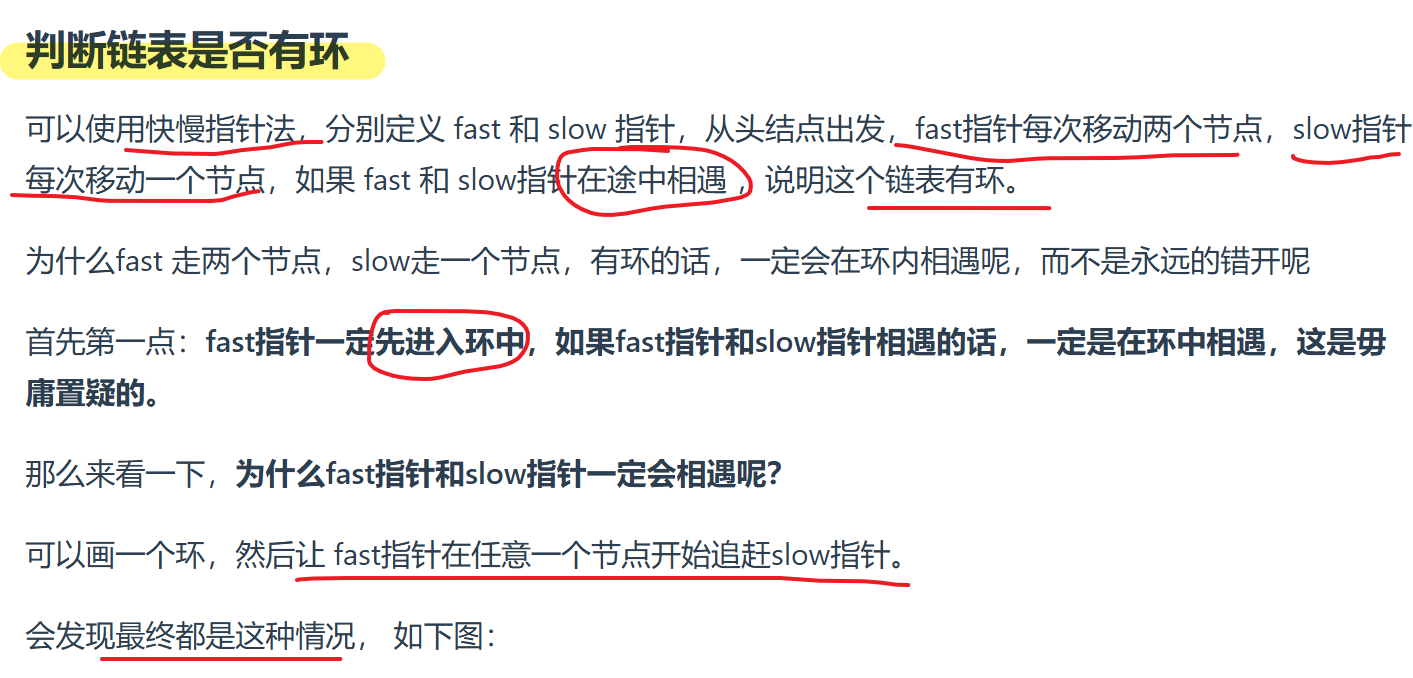 判断链表是否有环
可以使用快慢指针法，分别定义 fast 和 slow 指针，从头结点出发，fast指针每次移动两个节点，slow指针
每次移动一个节点，如果 fast 和 slow指针在途中相遇 ，说明这个链表有环。
为什么fast 走两个节点，slow走一个节点，有环的话，一定会在环内相遇呢，而不是永远的错开呢
首先第一点：fast指针一定先进入环中，如果fast指针和slow指针相遇的话，一定是在环中相遇，这是毋
庸置疑的。
那么来看一下，为什么fast指针和slow指针一定会相遇呢？
可以画一个环，然后让 fast指针在任意一个节点开始追赶slow指针。
会发现最终都是这种情况， 如下图：